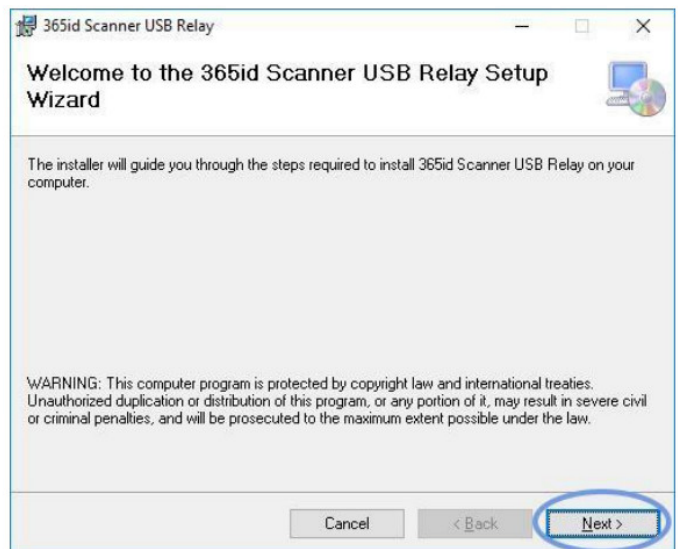 365id Scanner USB Relay
Welcome to the 365id Scanner USB Relay Setup
Wizard
The installer will guide you through the steps required to install 365id Scanner USB Relay on your
computer.
WARNING: This computer program is protected by copyright law and international treaties.
Unauthorized duplication or distribution of this program, or any portion of it, may result in severe civil
or criminal penalties, and will be prosecuted to the maximum extent possible under the law.
Cancel < Back Next >